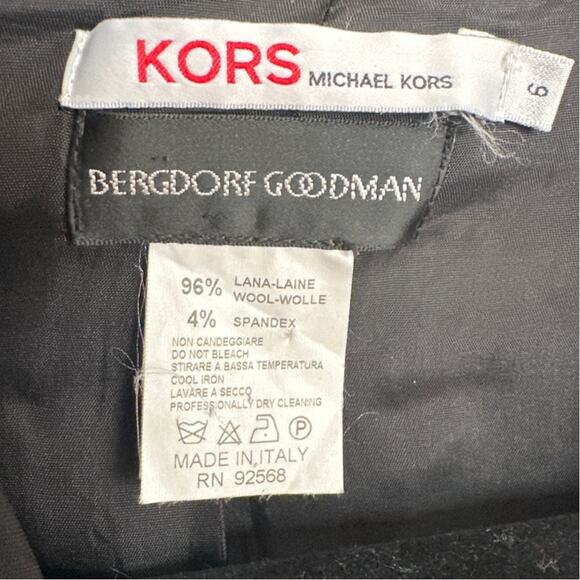 KORS MICHAEL KORS
6
BERGDORF GOODMAN
96% LANA-LAINE
WOOL-WOLLE
4% SPANDEX
NON CANDEGGIARE
DO NOT BLEACH
STIRARE A BASSA TEMPERATURA
COOL IRON
LAVARE A SECCO
PROFESSIONALLY DRY CLEANING
P
MADE IN ITALY
RN 92568